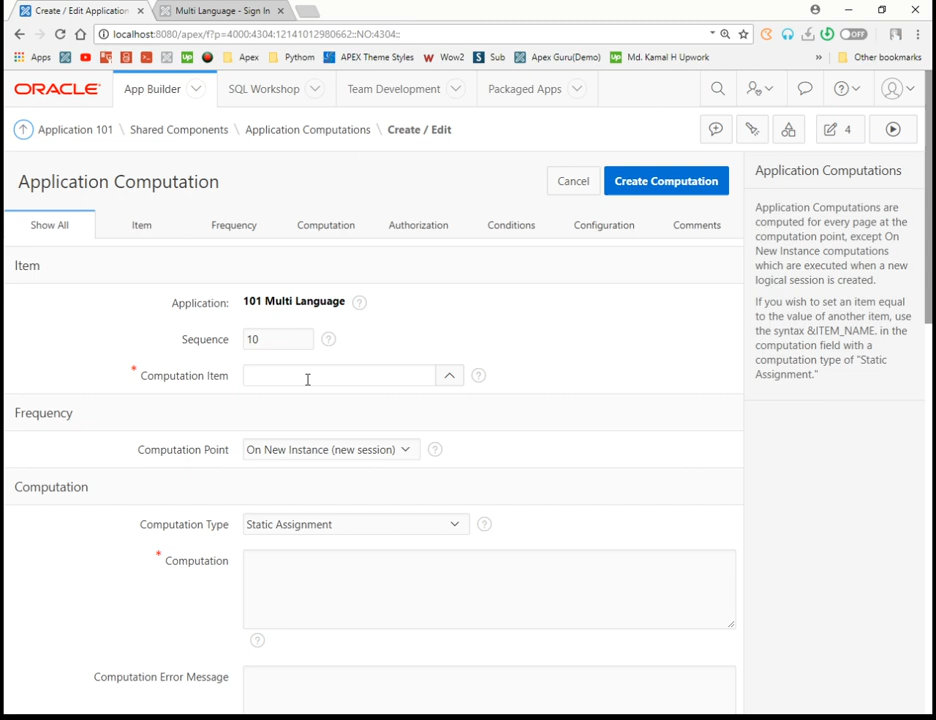 Create / Edit Application
Multi Language - Sign In
localhost:8080/apex/f?p=4000:4304:12141012980662::NO:4304::
Apps
Apex
Python
APEX Theme Styles
Wow2
Sub
Apex Guru(Demo)
Md. Kamal H Upwork
»
Other bookmarks
OFF
ORACLE
App Builder
SQL Workshop
Team Development
Packaged Apps
Application 101 \ Shared Components \ Application Computations \ Create / Edit
4
Application Computation
Cancel
Create Computation
Show All
Item
Frequency
Computation
Authorization
Conditions
Configuration
Comments
Item
Application: 101 Multi Language
Sequence 10
* Computation Item
Frequency
Computation Point On New Instance (new session)
Computation
Computation Type Static Assignment
* Computation
Computation Error Message
Application Computations
Application Computations are
computed for every page at the
computation point, except On
New Instance computations
which are executed when a new
logical session is created.
If you wish to set an item equal
to the value of another item, use
the syntax &ITEM_NAME. in the
computation field with a
computation type of "Static
Assignment."